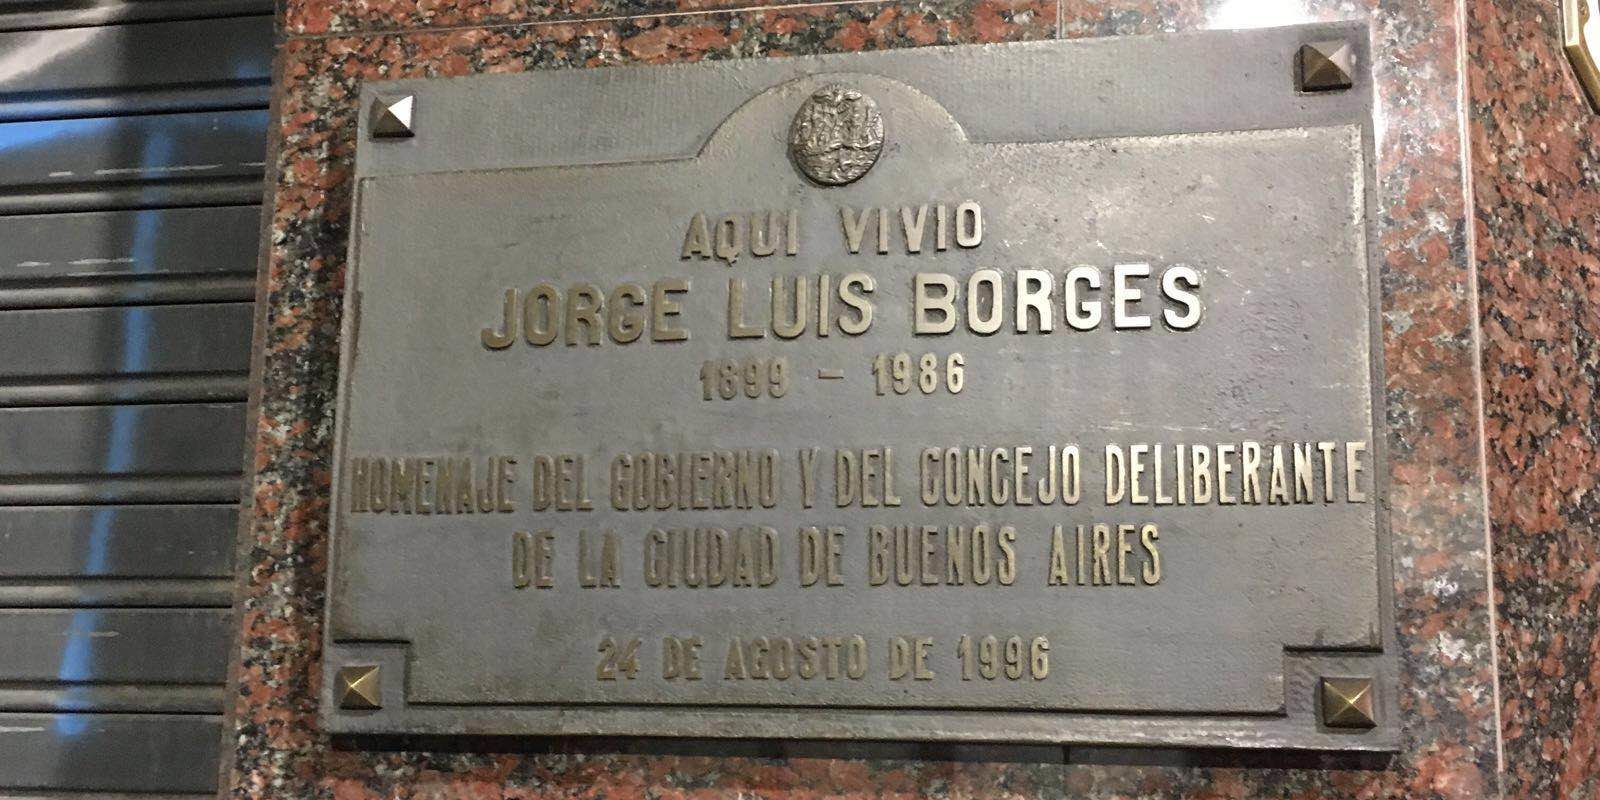 AQUI VIVIO
JORGE LUIS BORGES
1899 - 1986
HOMENAJE DEL GOBIERNO Y DEL CONCEJO DELIBERANTE
DE LA CIUDAD DE BUENOS AIRES
24 DE AGOSTO DE 1996